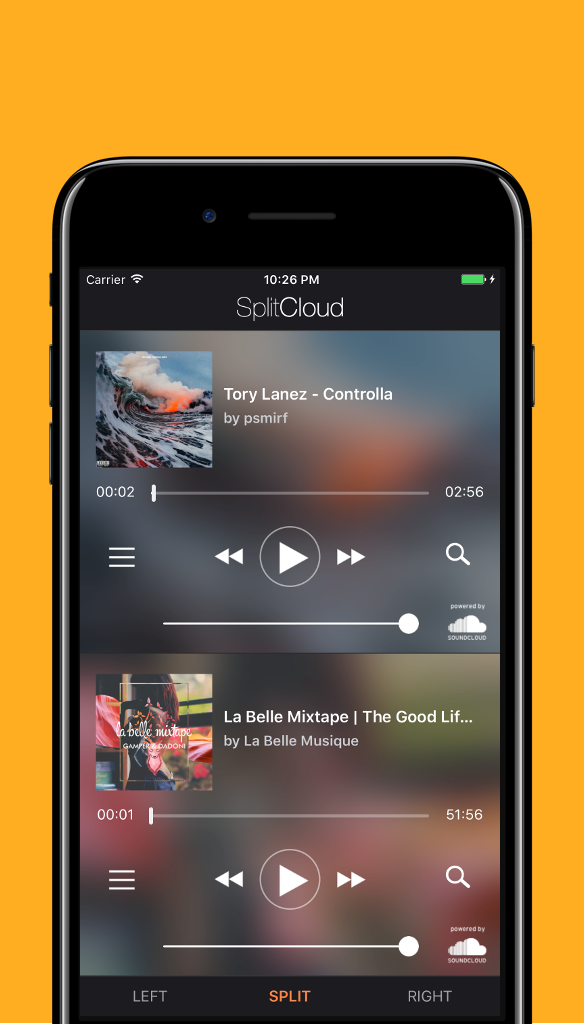 Carrier
10:26 PM
SplitCloud
Tory Lanez - Controlla
by psmirf
00:02
02:56
powered by
SOUNDCLOUD
la belle mixtape
GAMPER & DADONI
La Belle Mixtape | The Good Lif...
by La Belle Musique
00:01
51:56
powered by
SOUNDCLOUD
LEFT
SPLIT
RIGHT